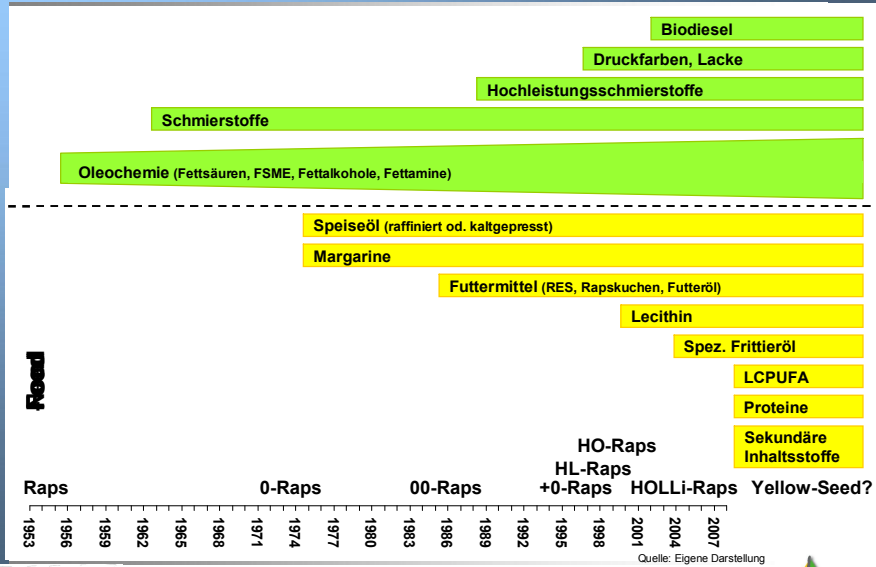 Biodiesel
Druckfarben, Lacke
Hochleistungsschmierstoffe
Schmierstoffe
Oleochemie (Fettsäuren, FSME, Fettalkohole, Fettamine)
Speiseöl (raffiniert od. kaltgepresst)
Margarine
Futtermittel (RES, Rapskuchen, Futteröl)
Lecithin
Spez. Frittieröl
LCPUFA
Proteine
Sekundäre
Inhaltsstoffe
HO-Raps
HL-Raps
Raps 0-Raps 00-Raps +0-Raps HOLLi-Raps Yellow-Seed?
1953 1956 1959 1962 1965 1968 1971 1974 1977 1980 1983 1986 1989 1992 1995 1998 2001 2004 2007
Quelle: Eigene Darstellung